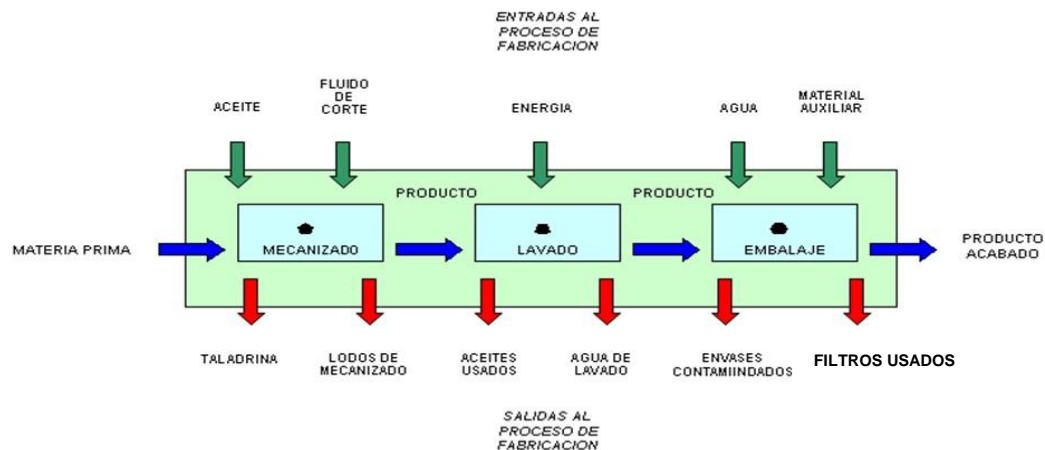 ENTRADAS AL
PROCESO DE
FABRICACION
ACEITE
FLUIDO
DE
CORTE
ENERGIA
AGUA
MATERIAL
AUXILIAR
PRODUCTO
PRODUCTO
MATERIA PRIMA
MECANIZADO
LAVADO
EMBALAJE
PRODUCTO
ACABADO
TALADRINA
LODOS DE
MECANIZADO
ACEITES
USADOS
AGUA DE
LAVADO
ENVASES
CONTAMIINDADOS
FILTROS USADOS
SALIDAS AL
PROCESO DE
FABRICACION